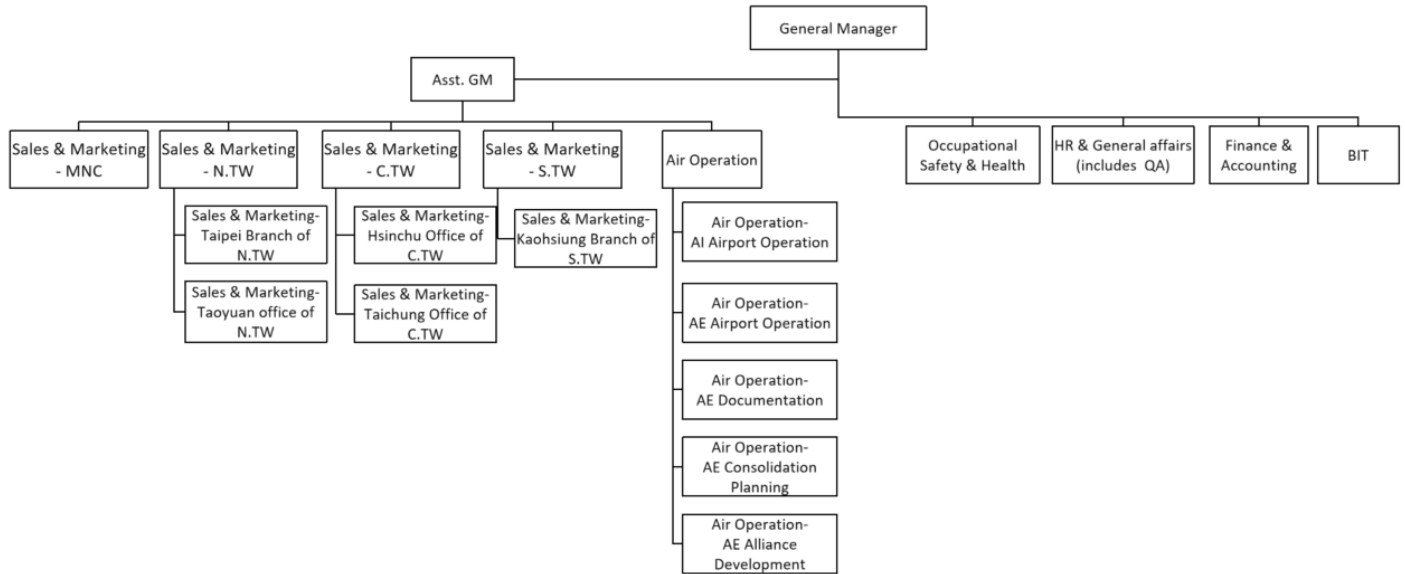 General Manager
Asst. GM
Sales & Marketing
- MNC
Sales & Marketing
- N.TW
Sales & Marketing
- C.TW
Sales & Marketing
- S.TW
Air Operation
Occupational
Safety & Health
HR & General affairs
(includes QA)
Finance &
Accounting
BIT
Sales & Marketing-
Taipei Branch of
N.TW
Sales & Marketing-
Hsinchu Office of
C.TW
Sales & Marketing-
Kaohsiung Branch of
S.TW
Air Operation-
AI Airport Operation
Sales & Marketing-
Taoyuan office of
N.TW
Sales & Marketing-
Taichung Office of
C.TW
Air Operation-
AE Airport Operation
Air Operation-
AE Documentation
Air Operation-
AE Consolidation
Planning
Air Operation-
AE Alliance
Development